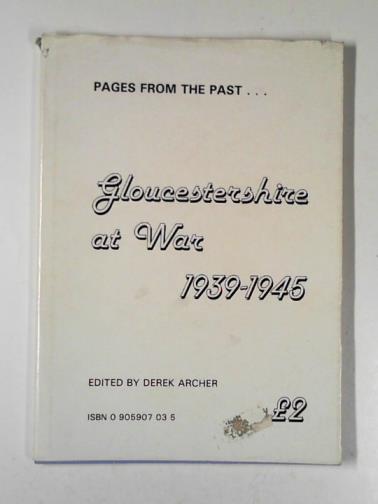 PAGES FROM THE PAST . . .
Gloucestershire
at War
1939-1945
EDITED BY DEREK ARCHER
ISBN 0 905907 03 5
£2